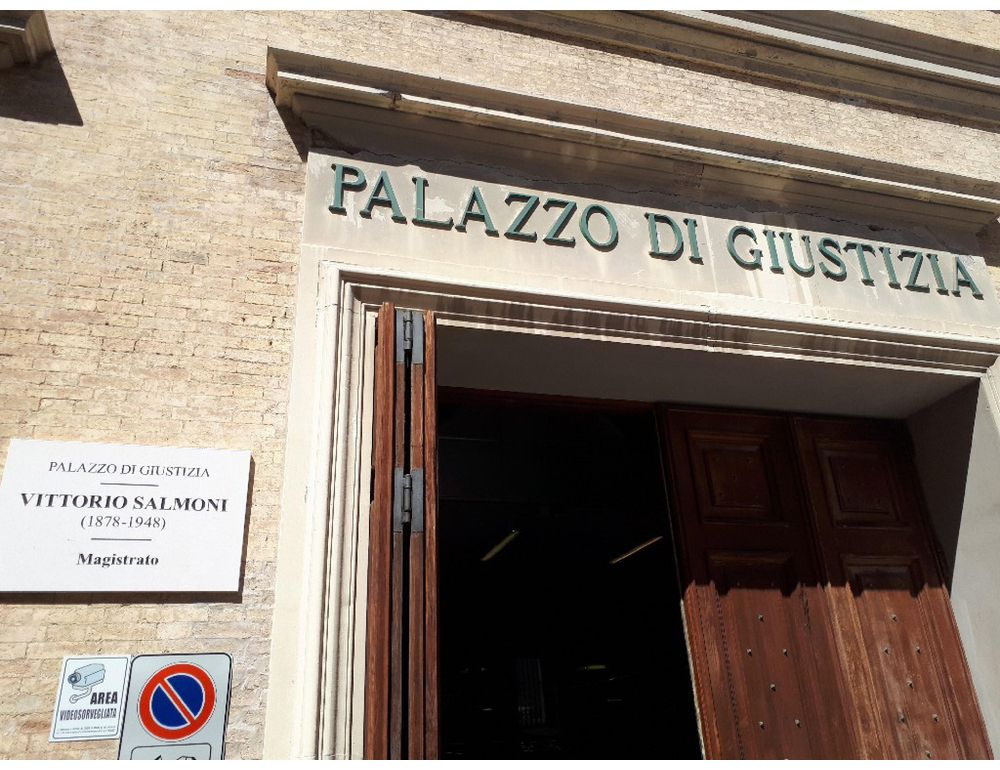 PALAZZO DI GIUSTIZIA
PALAZZO DI GIUSTIZIA
VITTORIO SALMONI
(1878-1948)
Magistrato
AREA
VIDEOSORVEGLIATA